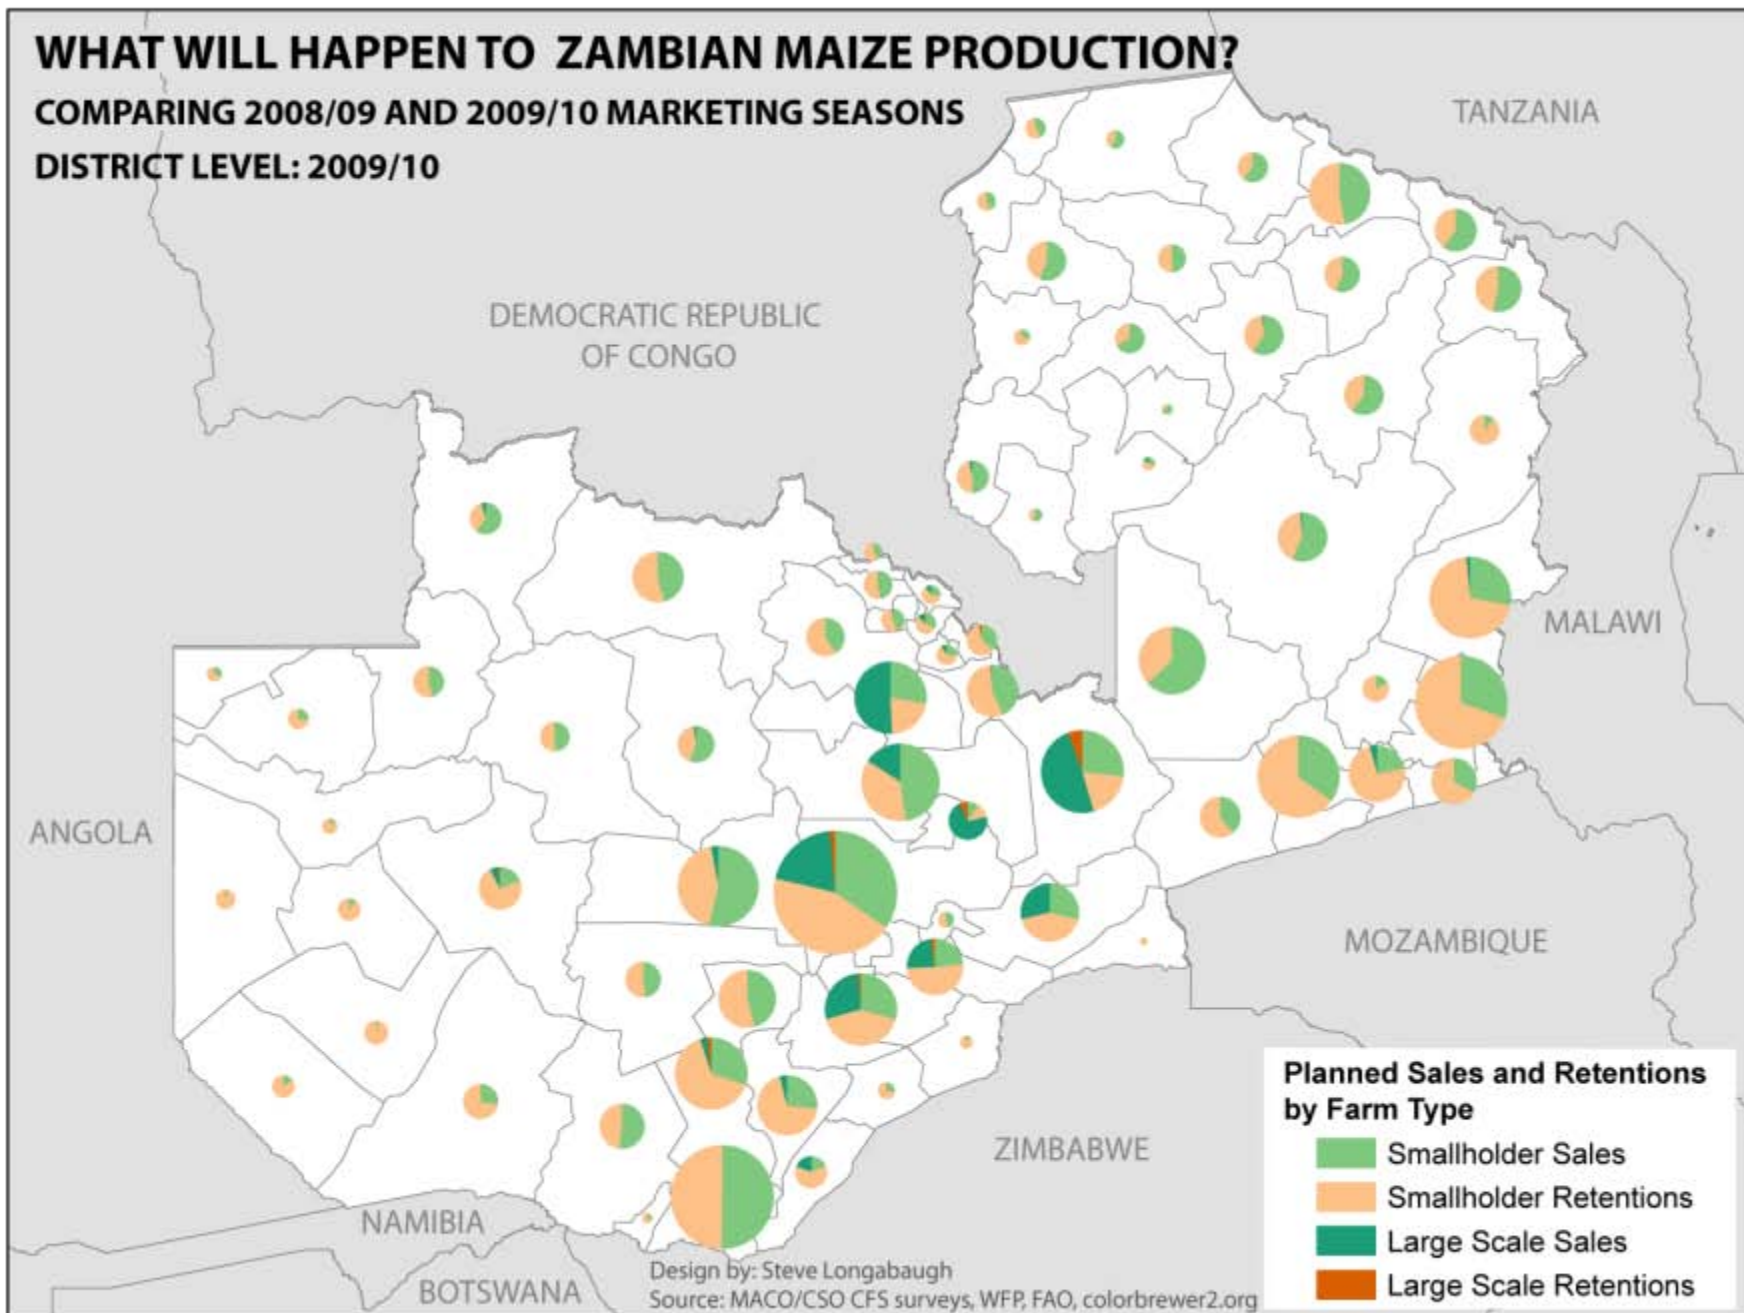 WHAT WILL HAPPEN TO ZAMBIAN MAIZE PRODUCTION?
COMPARING 2008/09 AND 2009/10 MARKETING SEASONS
DISTRICT LEVEL: 2009/10
TANZANIA
DEMOCRATIC REPUBLIC
OF CONGO
MALAWI
ANGOLA
MOZAMBIQUE
ZIMBABWE
NAMIBIA
BOTSWANA
Planned Sales and Retentions
by Farm Type
Smallholder Sales
Smallholder Retentions
Large Scale Sales
Large Scale Retentions
Design by: Steve Longabaugh
Source: MACO/CSO CFS surveys, WFP, FAO, colorbrewer2.org